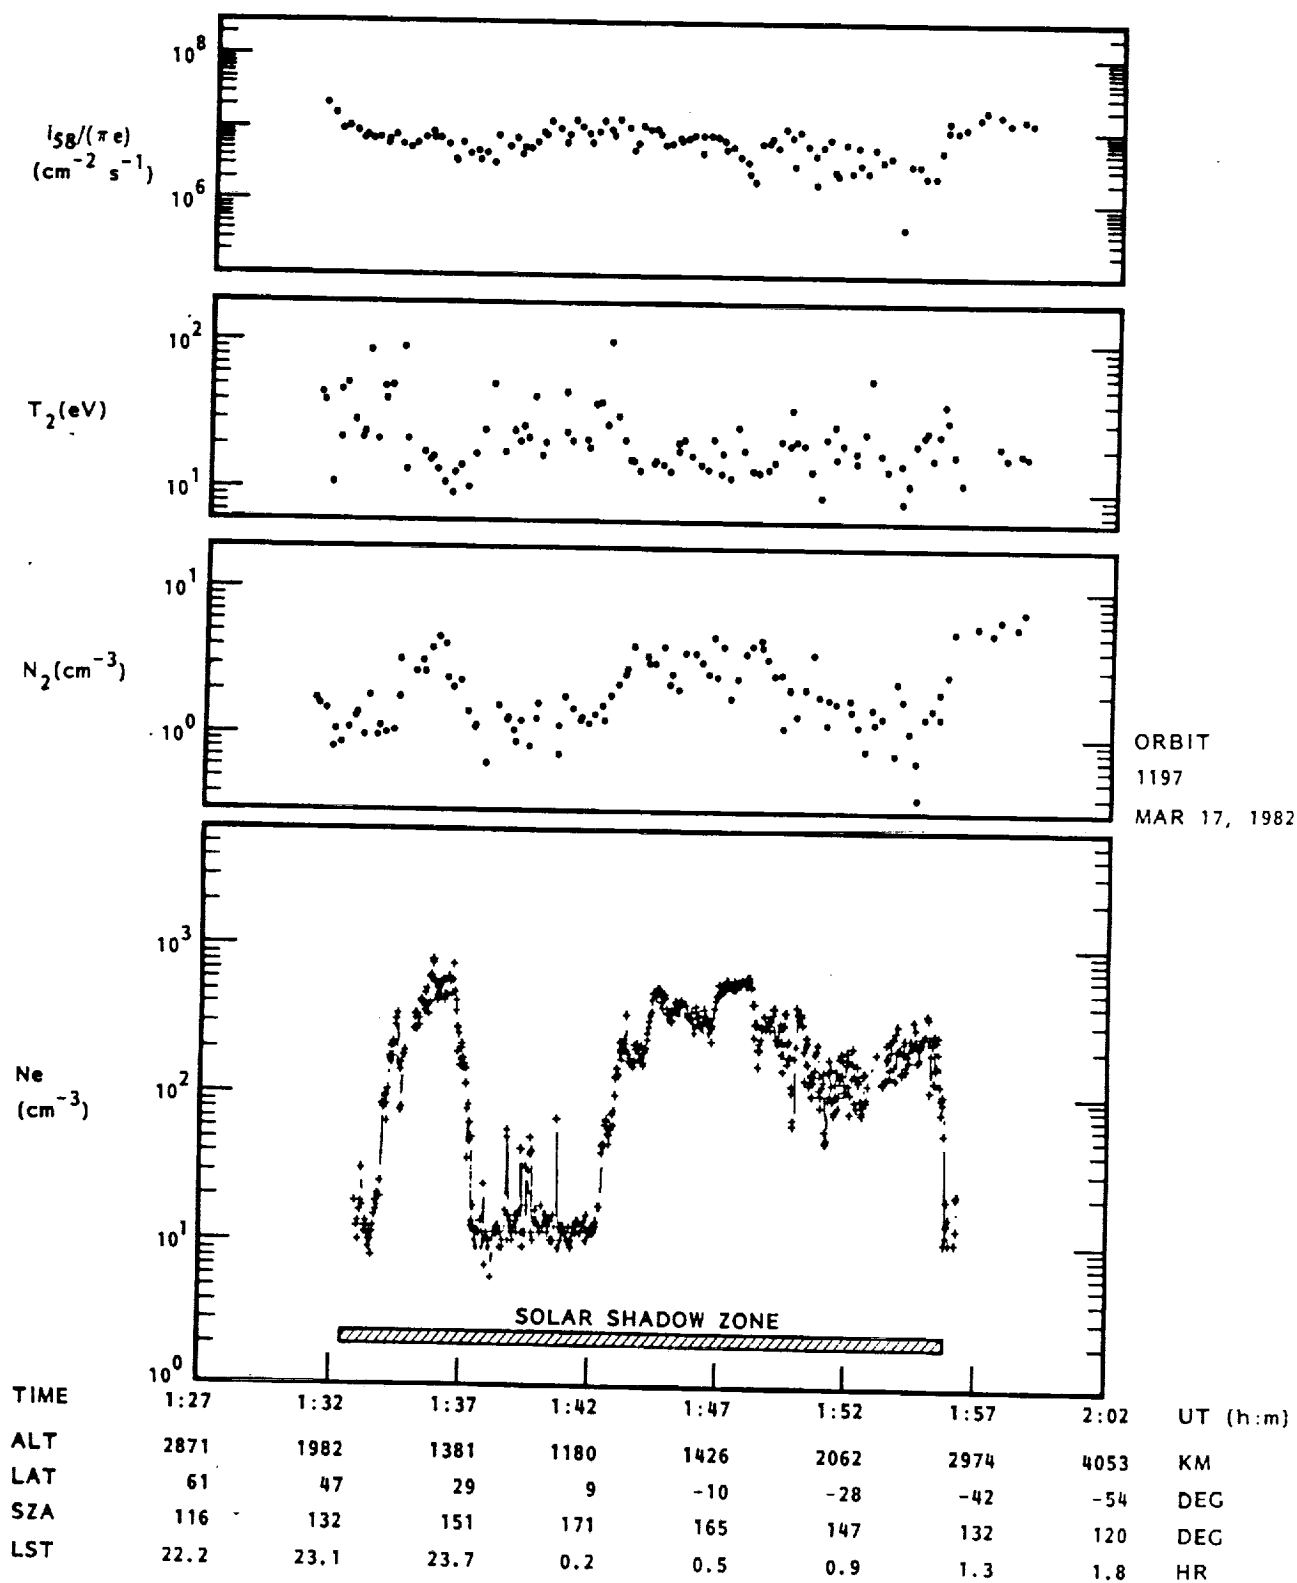 10^8
i_58/(π e)
(cm^-2 s^-1)
10^6
10^2
T_2(eV)
10^1
10^1
N_2(cm^-3)
10^0
ORBIT
1197
MAR 17, 1982
10^3
Ne
(cm^-3)
10^2
10^1
SOLAR SHADOW ZONE
10^0
TIME 1:27 1:32 1:37 1:42 1:47 1:52 1:57 2:02 UT (h:m)
ALT 2871 1982 1381 1180 1426 2062 2974 4053 KM
LAT 61 47 29 9 -10 -28 -42 -54 DEG
SZA 116 132 151 171 165 147 132 120 DEG
LST 22.2 23.1 23.7 0.2 0.5 0.9 1.3 1.8 HR